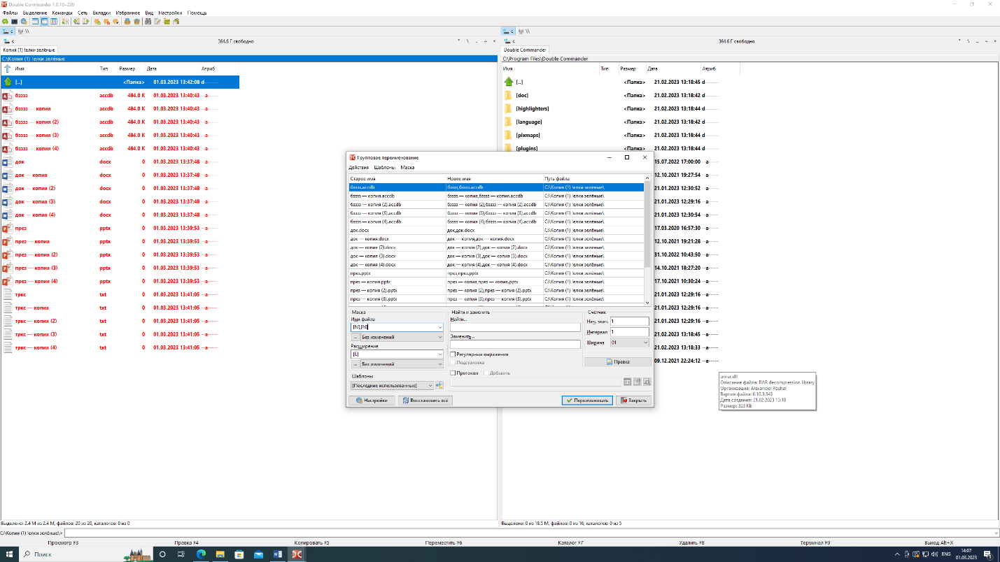 Double Commander 1.0.10~239
Файлы Выделение Команды Сеть Вкладки Избранное Вид Настройки Помощь
c \\
c \\
c 364.6 Г свободно * \ .. ~ <
c 364.6 Г свободно * \ .. ~ >
Копия (1) !елки зелёные
Double Commander
C:\Копия (1) !елки зелёные
C:\Program Files\Double Commander
Имя Тип Размер Дата Атриб
[..] <Папка> 01.03.2023 13:42:08 d-------
бзззз accdb 484.0 K 01.03.2023 13:40:43 --a-----
бзззз — копия accdb 484.0 K 01.03.2023 13:40:43 --a-----
бзззз — копия (2) accdb 484.0 K 01.03.2023 13:40:43 --a-----
бзззз — копия (3) accdb 484.0 K 01.03.2023 13:40:43 --a-----
бзззз — копия (4) accdb 484.0 K 01.03.2023 13:40:43 --a-----
док docx 0 01.03.2023 13:37:48 --a-----
док — копия docx 0 01.03.2023 13:37:48 --a-----
док — копия (2) docx 0 01.03.2023 13:37:48 --a-----
док — копия (3) docx 0 01.03.2023 13:37:48 --a-----
док — копия (4) docx 0 01.03.2023 13:37:48 --a-----
през pptx 0 01.03.2023 13:39:53 --a-----
през — копия pptx 0 01.03.2023 13:39:53 --a-----
през — копия (2) pptx 0 01.03.2023 13:39:53 --a-----
през — копия (3) pptx 0 01.03.2023 13:39:53 --a-----
през — копия (4) pptx 0 01.03.2023 13:39:53 --a-----
тркс txt 0 01.03.2023 13:41:05 --a-----
тркс — копия txt 0 01.03.2023 13:41:05 --a-----
тркс — копия (2) txt 0 01.03.2023 13:41:05 --a-----
тркс — копия (3) txt 0 01.03.2023 13:41:05 --a-----
тркс — копия (4) txt 0 01.03.2023 13:41:05 --a-----
Имя Тип Размер Дата Атриб
[..] <Папка> 21.02.2023 13:18:45 d-------
[doc] <Папка> 21.02.2023 13:18:42 d-------
[highlighters] <Папка> 21.02.2023 13:18:44 d-------
[language] <Папка> 21.02.2023 13:18:42 d-------
[pixmaps] <Папка> 21.02.2023 13:18:44 d-------
[plugins] <Папка> 21.02.2023 13:18:44 d-------
15.07.2022 17:00:00 --a-----
12.10.2021 19:27:54 --a-----
21.01.2023 12:30:52 --a-----
21.01.2023 12:29:16 --a-----
21.01.2023 12:30:54 --a-----
17.03.2020 16:57:30 --a-----
12.10.2021 19:21:28 --a-----
31.10.2022 10:43:50 --a-----
14.10.2021 18:27:20 --a-----
17.10.2021 10:30:24 --a-----
21.01.2023 12:29:16 --a-----
21.01.2023 12:29:16 --a-----
21.01.2023 12:29:16 --a-----
21.02.2023 13:18:45 --a-----
21.02.2023 13:18:33 --a-----
09.12.2021 22:24:12 --a-----
Групповое переименование
Действия Шаблоны Маска
Старое имя Новое имя Путь файла
бзззз.accdb бзззз,бзззз.accdb C:\Копия (1) !елки зелёные\
бзззз — копия.accdb бзззз — копия,бзззз — копия.accdb C:\Копия (1) !елки зелёные\
бзззз — копия (2).accdb бзззз — копия (2),бзззз — копия (2).accdb C:\Копия (1) !елки зелёные\
бзззз — копия (3).accdb бзззз — копия (3),бзззз — копия (3).accdb C:\Копия (1) !елки зелёные\
бзззз — копия (4).accdb бзззз — копия (4),бзззз — копия (4).accdb C:\Копия (1) !елки зелёные\
док.docx док,док.docx C:\Копия (1) !елки зелёные\
док — копия.docx док — копия,док — копия.docx C:\Копия (1) !елки зелёные\
док — копия (2).docx док — копия (2),док — копия (2).docx C:\Копия (1) !елки зелёные\
док — копия (3).docx док — копия (3),док — копия (3).docx C:\Копия (1) !елки зелёные\
док — копия (4).docx док — копия (4),док — копия (4).docx C:\Копия (1) !елки зелёные\
през.pptx през,през.pptx C:\Копия (1) !елки зелёные\
през — копия.pptx през — копия,през — копия.pptx C:\Копия (1) !елки зелёные\
през — копия (2).pptx през — копия (2),през — копия (2).pptx C:\Копия (1) !елки зелёные\
през — копия (3).pptx през — копия (3),през — копия (3).pptx C:\Копия (1) !елки зелёные\
Маска
Имя файла
[N],[N]
... Без изменений
Расширение
[E]
... Без изменений
Шаблоны
[Последние использованные]
Найти и заменить
Найти...
Заменить...
Регулярные выражения
Подстановка
Протокол Добавить
Счётчик
Нач. знач. 1
Интервал 1
Ширина 01
Правка
Настройки Восстановить всё Переименовать Закрыть
unrar.dll
Описание файла: RAR decompression library
Организация: Alexander Roshal
Версия файла: 6.10.3.343
Дата создания: 21.02.2023 13:18
Размер: 323 КБ
Выделено: 2.4 M из 2.4 M, файлов: 20 из 20, каталогов: 0 из 0
Выделено: 0 из 18.5 M, файлов: 0 из 16, каталогов: 0 из 5
C:\Копия (1) !елки зелёные\>
Просмотр F3 Правка F4 Копировать F5 Переместить F6 Каталог F7 Удалить F8 Терминал F9 Выход Alt+X
Поиск
ENG 14:07
01.03.2023
1